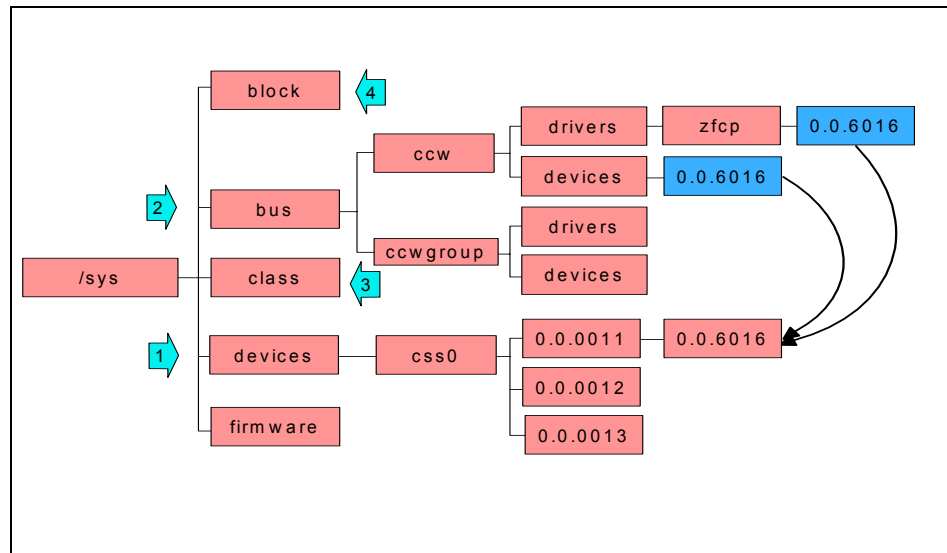 block
4
drivers
zfcp
0.0.6016
ccw
devices
0.0.6016
2
bus
drivers
ccwgroup
/sys
class
3
devices
1
devices
css0
0.0.0011
0.0.6016
0.0.0012
firmware
0.0.0013